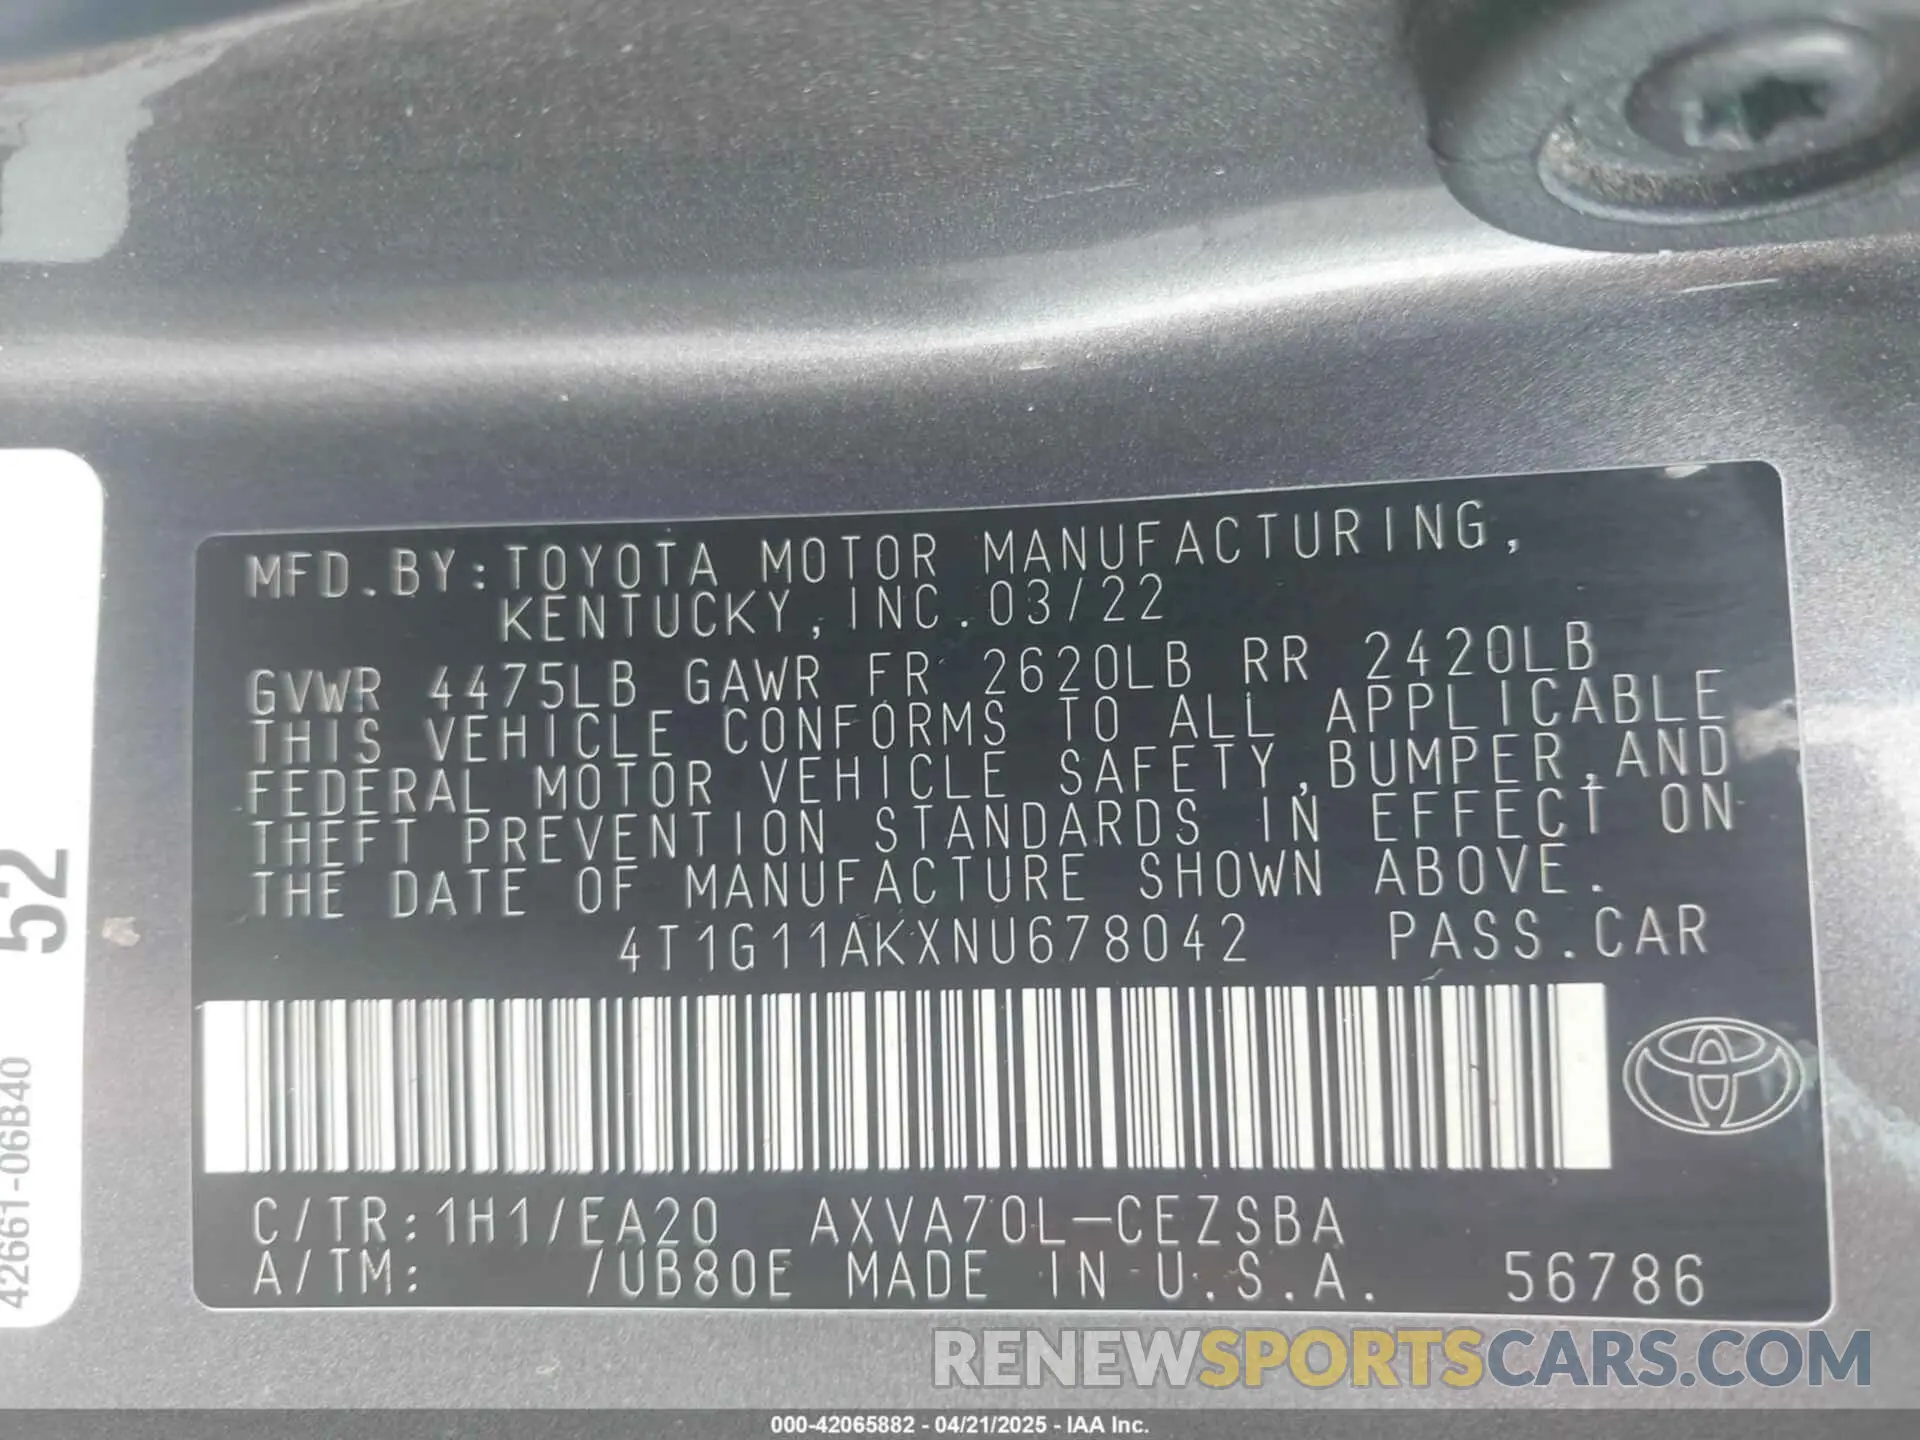 MFD.BY:TOYOTA MOTOR MANUFACTURING,
KENTUCKY, INC. 03/22
GVWR 4475LB GAWR FR 2620LB RR 2420LB
THIS VEHICLE CONFORMS TO ALL APPLICABLE
FEDERAL MOTOR VEHICLE SAFETY,BUMPER,AND
THEFT PREVENTION STANDARDS IN EFFECT ON
THE DATE OF MANUFACTURE SHOWN ABOVE.
4T1G11AKXNU678042 PASS.CAR
C/TR:1H1/EA20 AXVA70L-CEZSBA
A/TM: /UB80E MADE IN U.S.A. 56786
52
42661-06B40
RENEWSPORTSCARS.COM
000-42065882 - 04/21/2025 - IAA Inc.